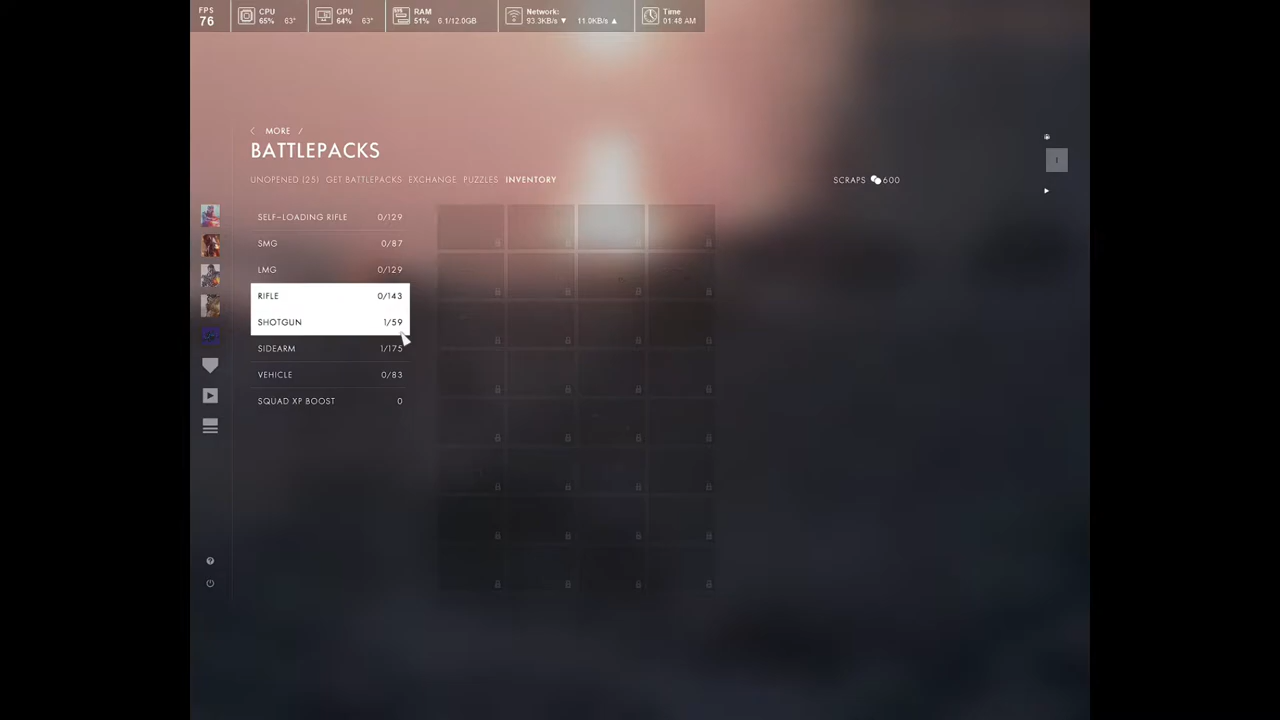 FPS 76
CPU 65% 63°
GPU 64% 63°
RAM 51% 6.1/12.0GB
Network: 93.3KB/s ▼ 11.0KB/s ▲
Time 01:48 AM
MORE /
BATTLEPACKS
UNOPENED (25) GET BATTLEPACKS EXCHANGE PUZZLES INVENTORY
SCRAPS 600
SELF-LOADING RIFLE 0/129
SMG 0/87
LMG 0/129
RIFLE 0/143
SHOTGUN 1/59
SIDEARM 1/175
VEHICLE 0/83
SQUAD XP BOOST 0